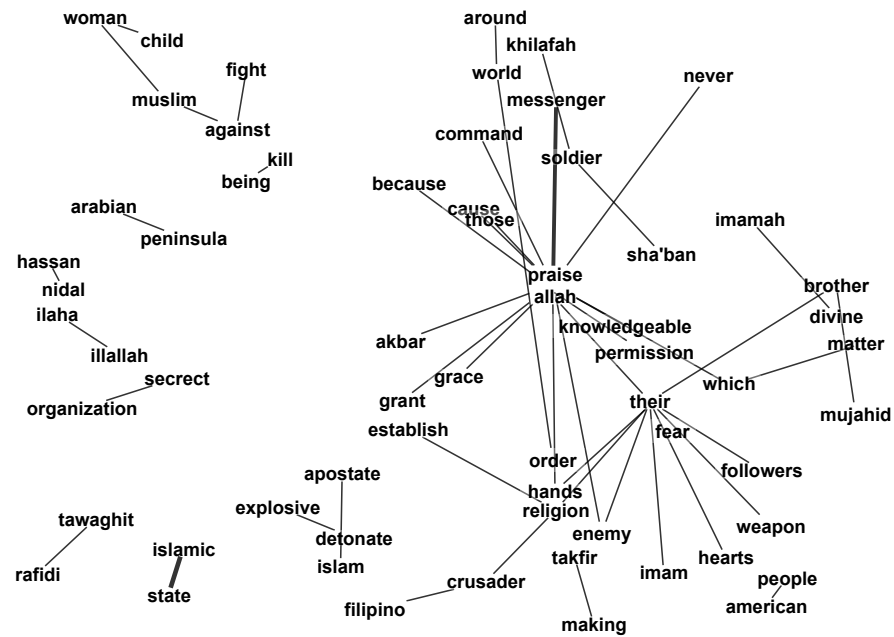 woman
around
child
khilafah
fight
world
never
muslim
messenger
against
command
kill
soldier
being
because
arabian
cause
those
imamah
peninsula
sha'ban
hassan
praise
nidal
allah
brother
ilaha
divine
akbar
knowledgeable
illallah
permission
matter
secrect
grace
which
organization
grant
their
mujahid
establish
fear
apostate
order
followers
explosive
hands
tawaghit
religion
weapon
detonate
enemy
islamic
takfir
hearts
rafidi
islam
crusader
imam
people
state
filipino
american
making